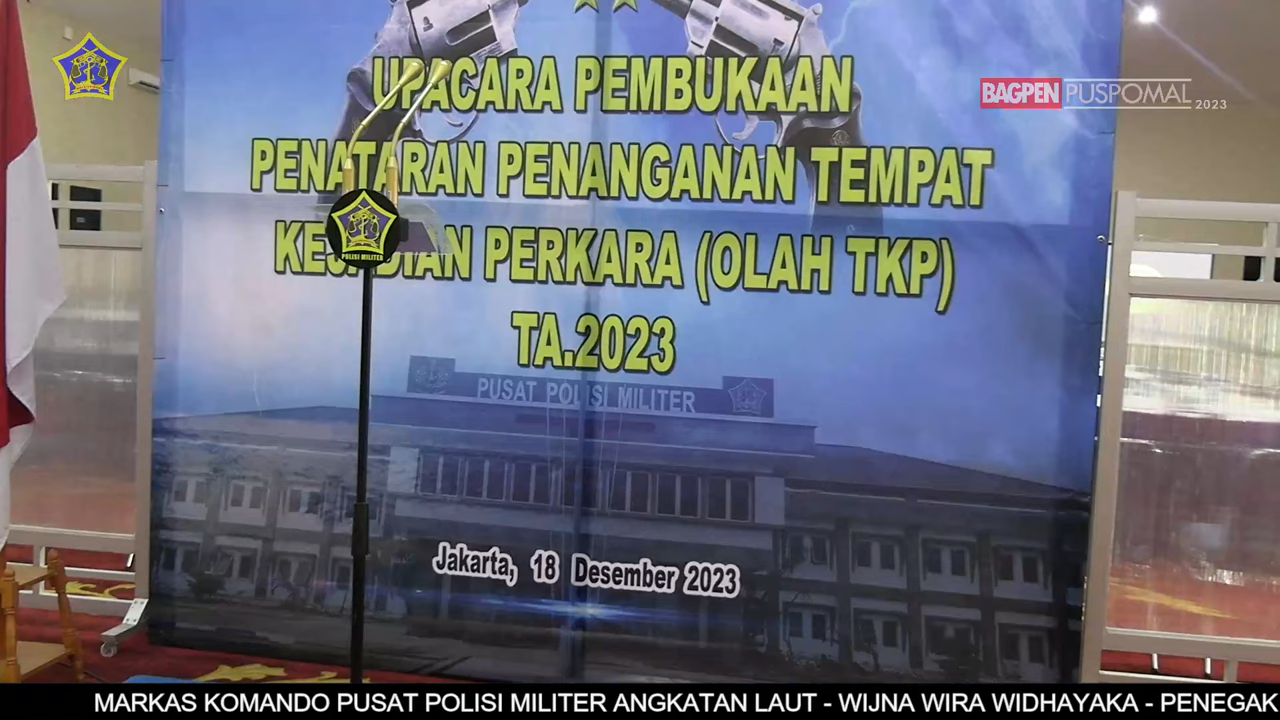 BAGPEN PUSPOMAL 2023
UPACARA PEMBUKAAN
PENATARAN PENANGANAN TEMPAT
KEJADIAN PERKARA (OLAH TKP)
TA.2023
POLISI MILITER
PUSAT POLISI MILITER
Jakarta, 18 Desember 2023
MARKAS KOMANDO PUSAT POLISI MILITER ANGKATAN LAUT - WIJNA WIRA WIDHAYAKA - PENEGAK